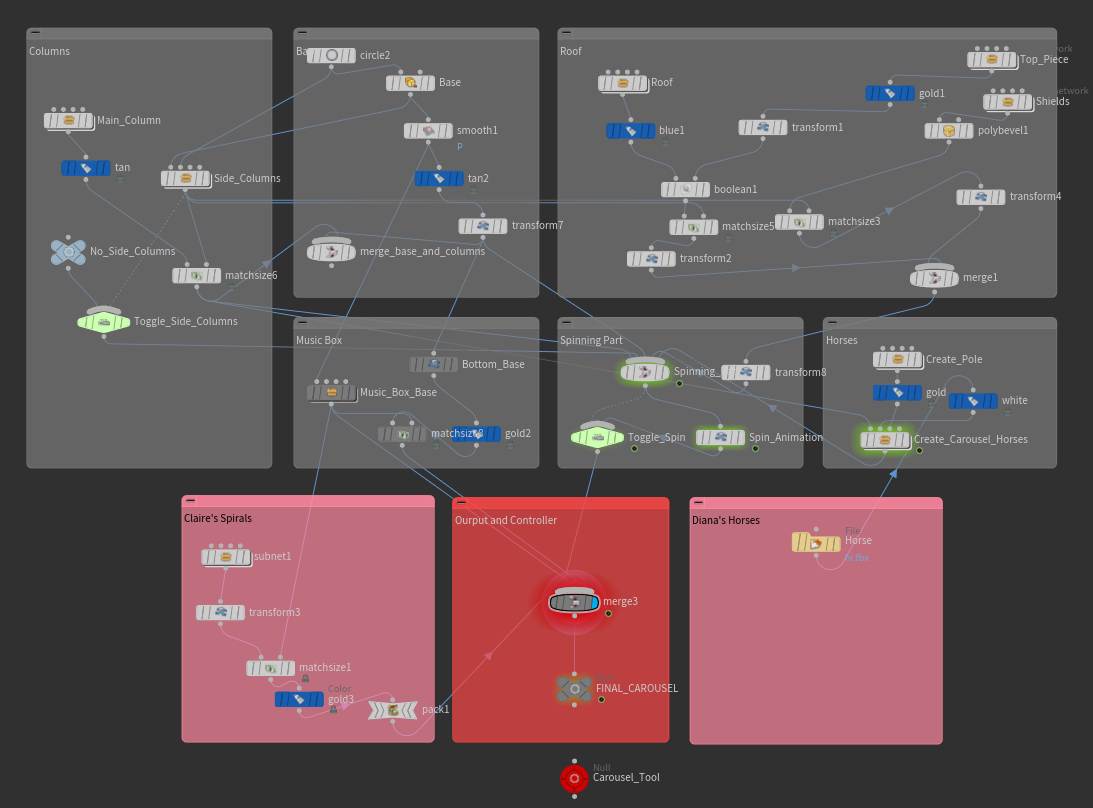 Columns
Main_Column
tan
Side_Columns
No_Side_Columns
matchsize6
Toggle_Side_Columns
Ba
circle2
Base
smooth1
P
tan2
transform7
merge_base_and_columns
Roof
Roof
blue1
Top_Piece
gold1
Shields
transform1
polybevel1
boolean1
transform4
matchsize5
matchsize3
transform2
merge1
Music Box
Bottom_Base
Music_Box_Base
gold2
Spinning Part
Spinning_
transform8
Toggle_Spin
Spin_Animation
Horses
Create_Pole
gold
white
Create_Carousel_Horses
Claire's Spirals
subnet1
transform3
matchsize1
Color
gold3
pack1
Ourput and Controller
merge3
FINAL_CAROUSEL
Diana's Horses
File
Horse
Null
Carousel_Tool